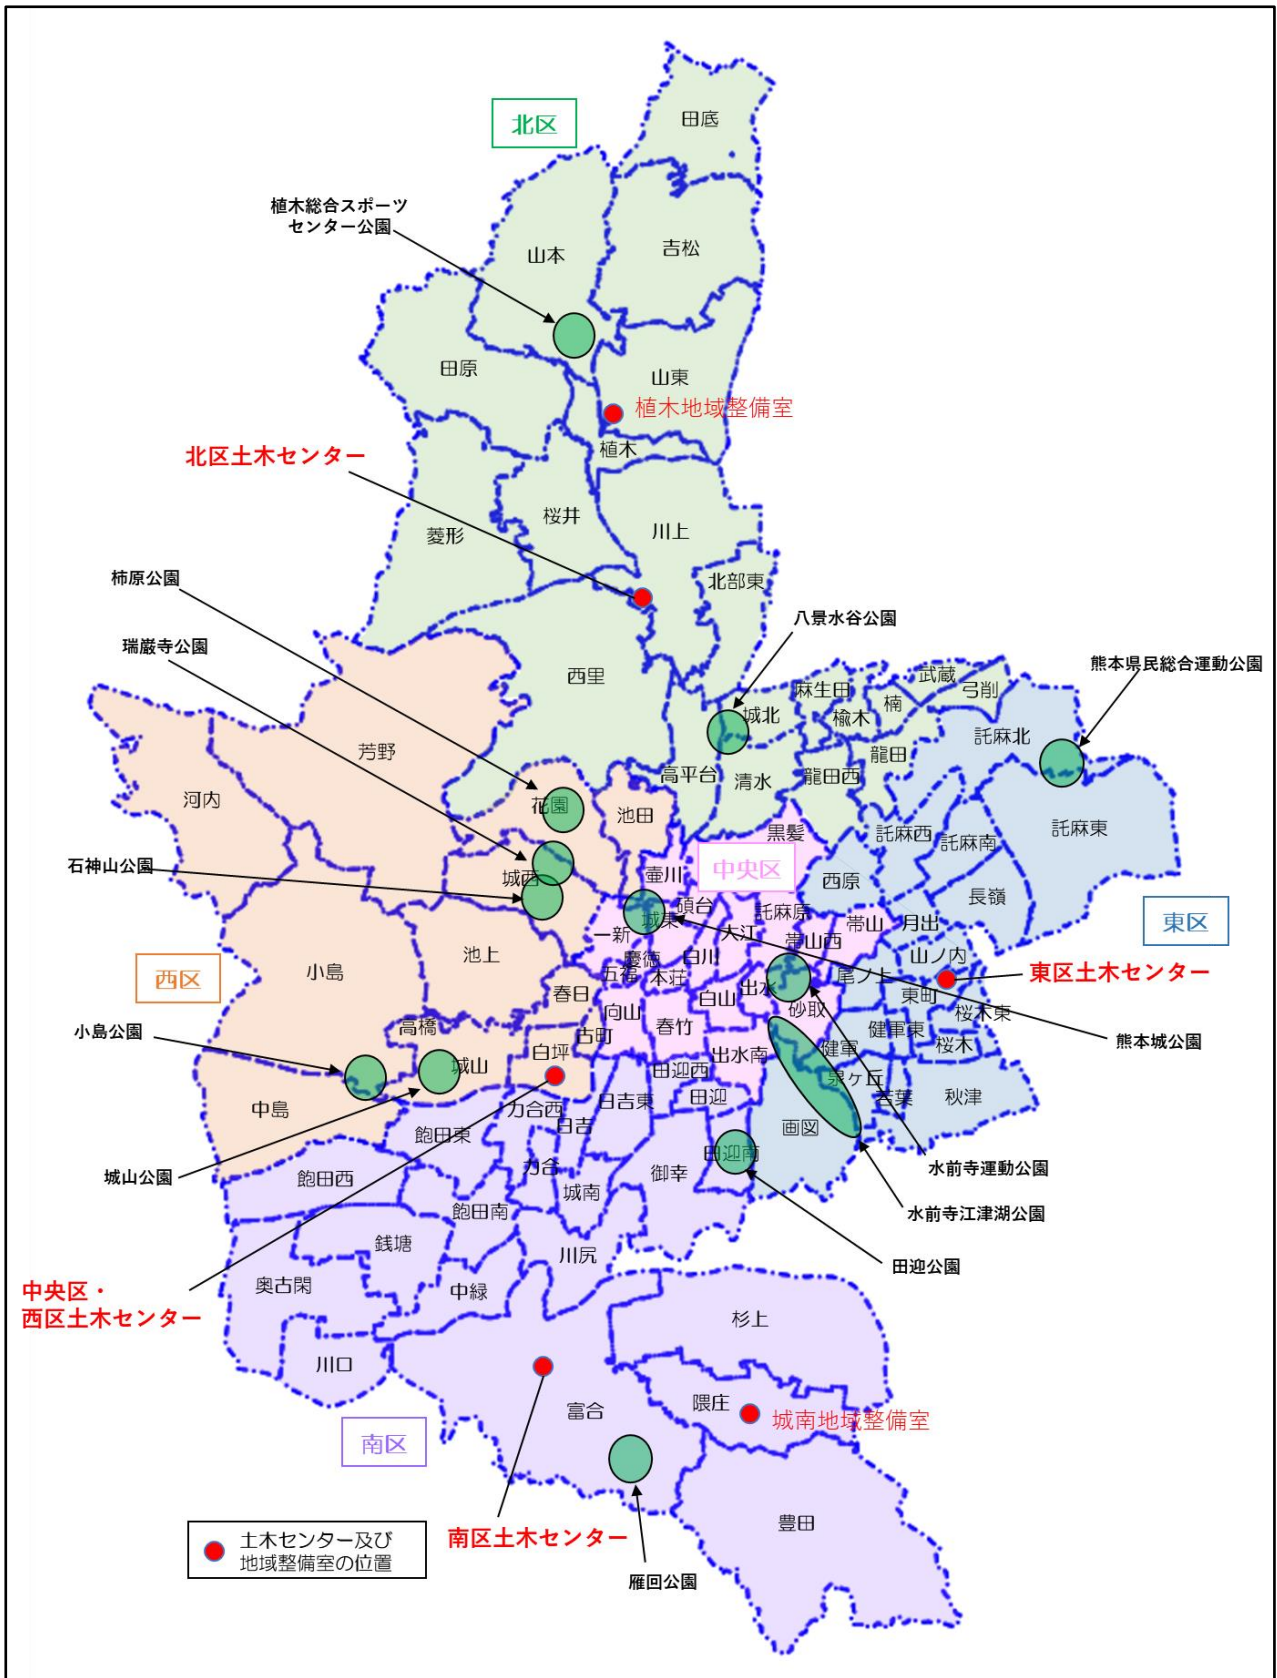 田底
北区
植木総合スポーツ
センター公園
山本
吉松
田原
山東
植木地域整備室
植木
北区土木センター
桜井
川上
菱形
北部東
柿原公園
八景水谷公園
瑞巌寺公園
熊本県民総合運動公園
西里
武蔵
弓削
麻生田
楠
楡木
城北
託麻北
龍田
芳野
高平台
清水
龍田西
河内
花園
池田
託麻東
託麻西
託麻南
黒髪
石神山公園
城西
壺川
中央区
西原
長嶺
碩台
託麻原
東区
城東
大江
帯山
月出
一新
帯山西
池上
慶徳
白川
山ノ内
西区
小島
五福
本荘
尾ノ上
東区土木センター
春日
白山
出水
東町
向山
砂取
桜木東
小島公園
高橋
古町
春竹
健軍東
桜木
熊本城公園
城山
白坪
出水南
健軍
田迎西
泉ヶ丘
中島
力合西
日吉東
田迎
若葉
秋津
飽田東
日吉
画図
城山公園
飽田西
力合
田迎南
御幸
水前寺運動公園
城南
飽田南
水前寺江津湖公園
銭塘
川尻
田迎公園
奥古閑
中緑
中央区・
西区土木センター
杉上
川口
隈庄
富合
城南地域整備室
南区
豊田
土木センター及び
地域整備室の位置
南区土木センター
雁回公園